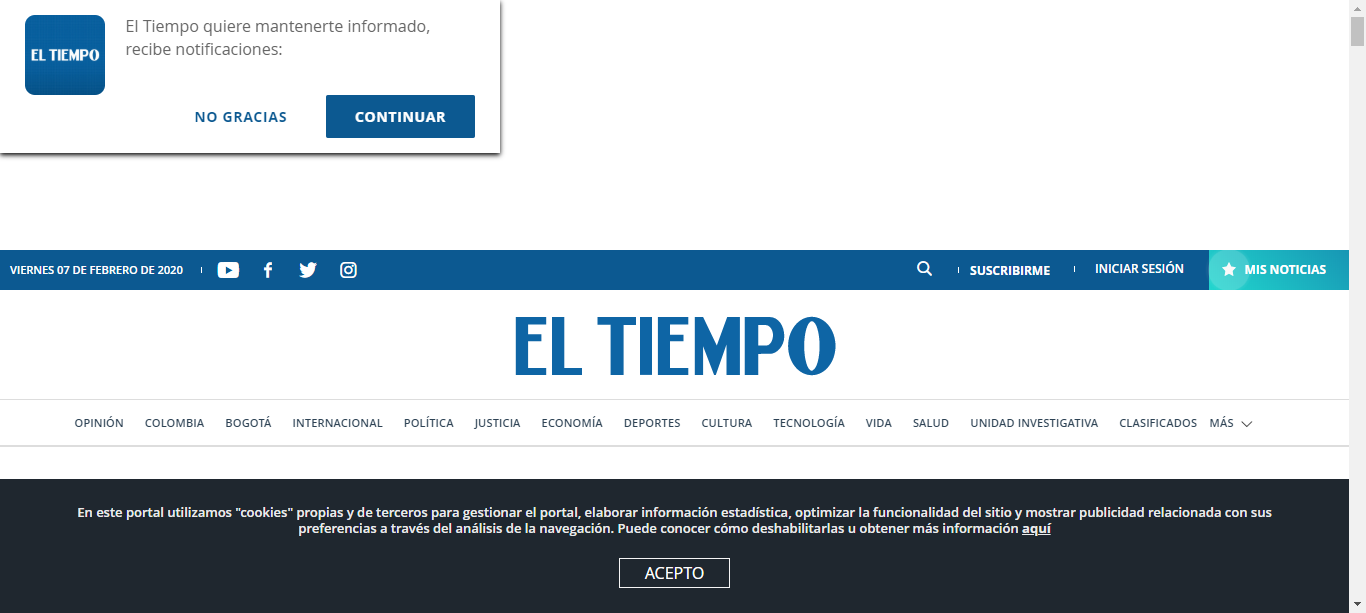 EL TIEMPO
El Tiempo quiere mantenerte informado,
recibe notificaciones:
NO GRACIAS
CONTINUAR
VIERNES 07 DE FEBRERO DE 2020
SUSCRIBIRME
INICIAR SESIÓN
MIS NOTICIAS
EL TIEMPO
OPINIÓN COLOMBIA BOGOTÁ INTERNACIONAL POLÍTICA JUSTICIA ECONOMÍA DEPORTES CULTURA TECNOLOGÍA VIDA SALUD UNIDAD INVESTIGATIVA CLASIFICADOS MÁS
En este portal utilizamos "cookies" propias y de terceros para gestionar el portal, elaborar información estadística, optimizar la funcionalidad del sitio y mostrar publicidad relacionada con sus
preferencias a través del análisis de la navegación. Puede conocer cómo deshabilitarlas u obtener más información aquí
ACEPTO